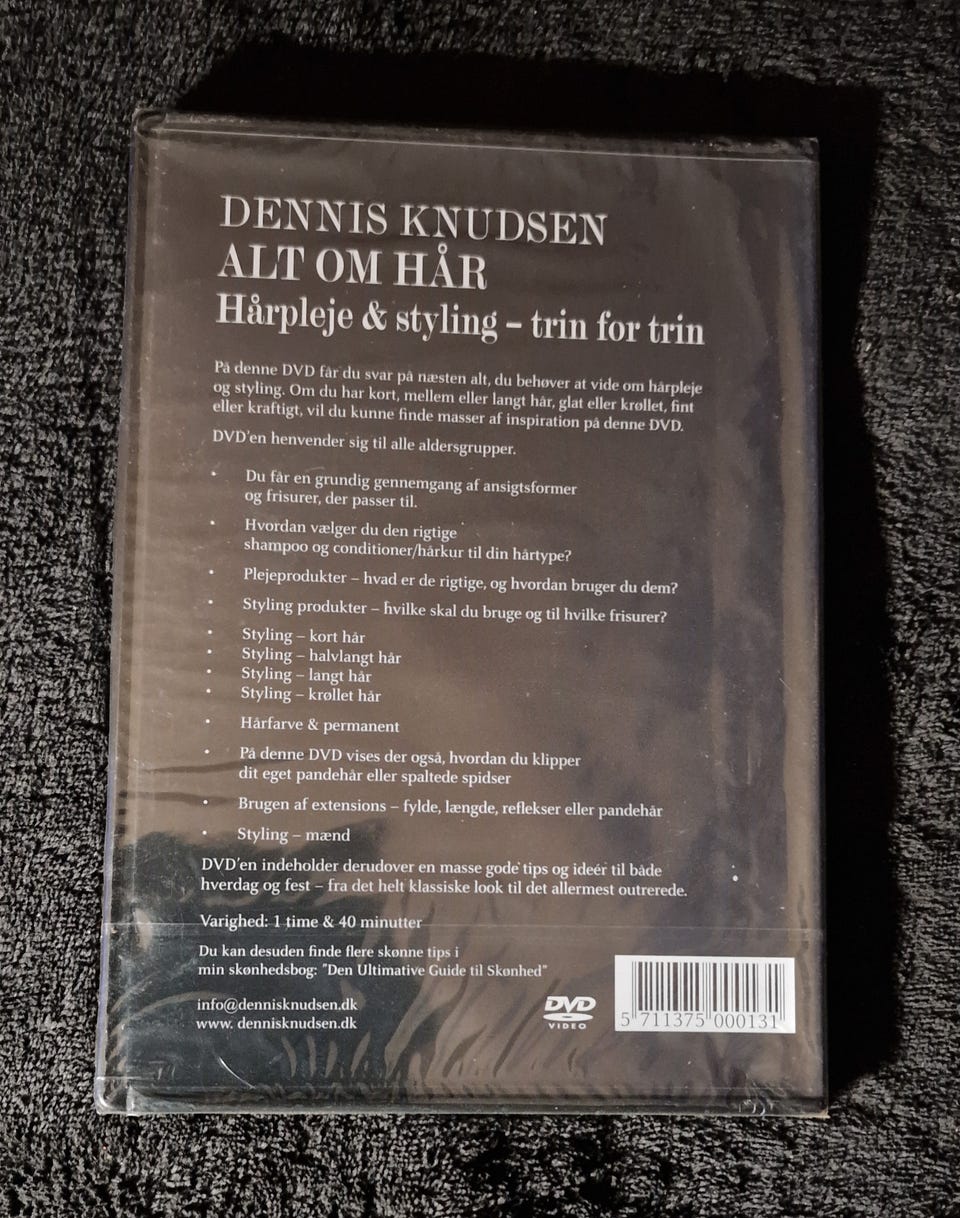 DENNIS KNUDSEN
ALT OM HÅR
Hårpleje & styling – trin for trin
På denne DVD får du svar på næsten alt, du behøver at vide om hårpleje
og styling. Om du har kort, mellem eller langt hår, glat eller krøllet, fint
eller kraftigt, vil du kunne finde masser af inspiration på denne DVD.
DVD'en henvender sig til alle aldersgrupper.
• Du får en grundig gennemgang af ansigtsformer
og frisurer, der passer til.
• Hvordan vælger du den rigtige
shampoo og conditioner/hårkur til din hårtype?
• Plejeprodukter – hvad er de rigtige, og hvordan bruger du dem?
• Styling produkter – hvilke skal du bruge og til hvilke frisurer?
• Styling – kort hår
• Styling – halvlangt hår
• Styling – langt hår
• Styling – krøllet hår
• Hårfarve & permanent
• På denne DVD vises der også, hvordan du klipper
dit eget pandehår eller spaltede spidser
• Brugen af extensions – fylde, længde, reflekser eller pandehår
• Styling – mænd
DVD'en indeholder derudover en masse gode tips og ideér til både
hverdag og fest – fra det helt klassiske look til det allermest outrerede.
Varighed: 1 time & 40 minutter
Du kan desuden finde flere skønne tips i
min skønhedsbog: "Den Ultimative Guide til Skønhed"
info@dennisknudsen.dk
www. dennisknudsen.dk
DVD
VIDEO
5 711375 000131